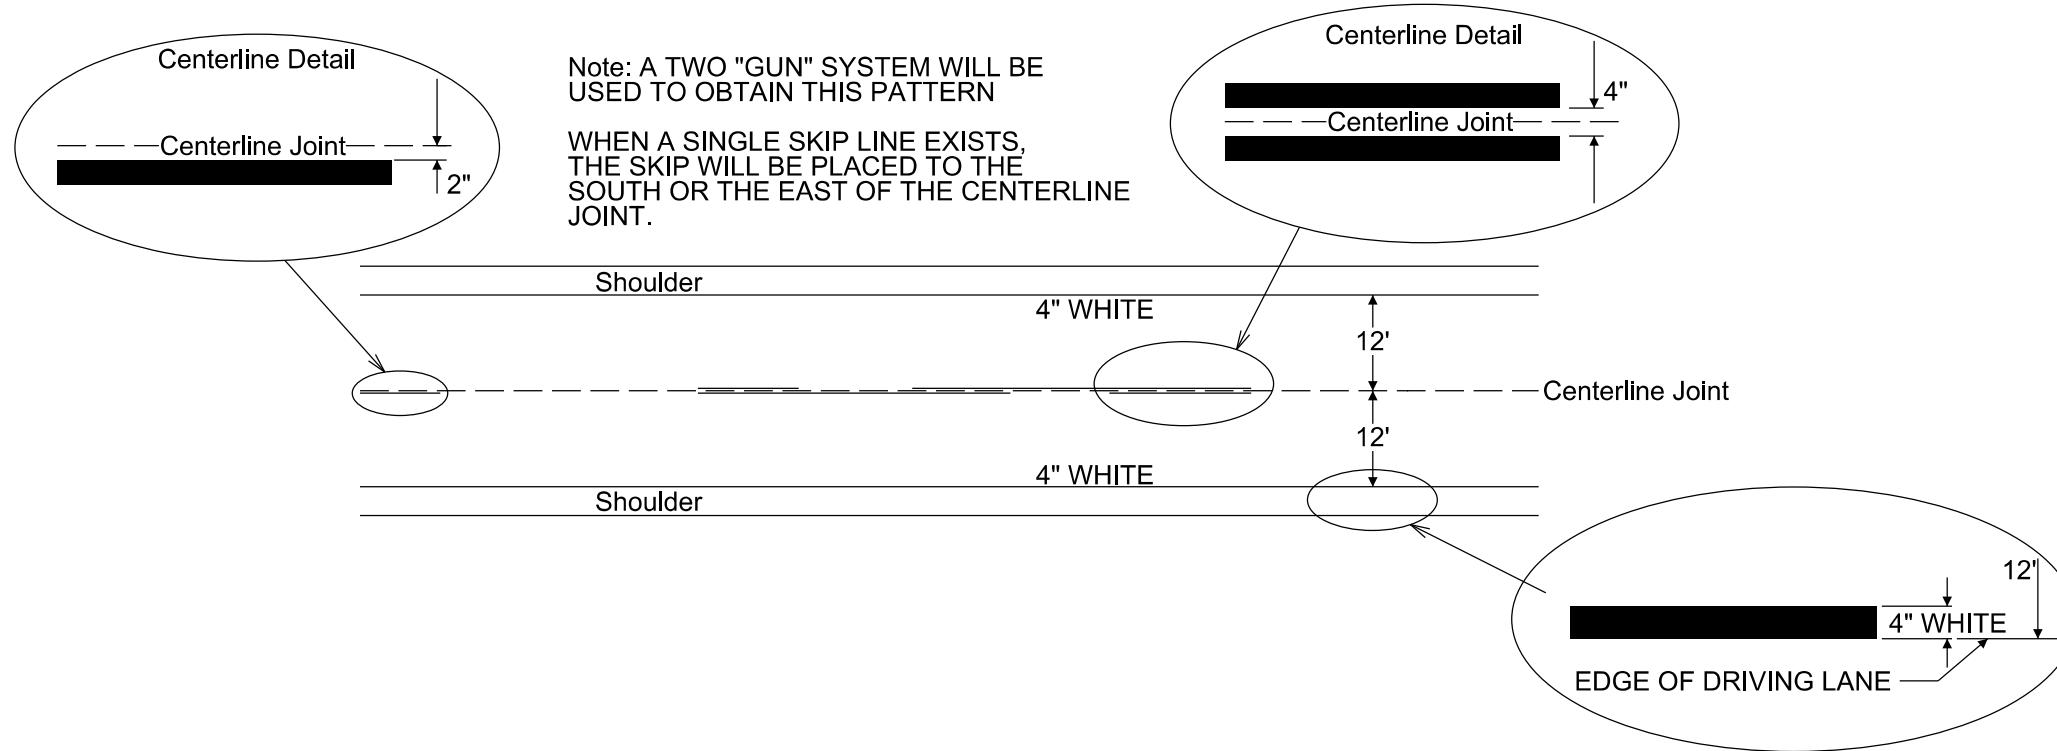 Centerline Detail
Centerline Joint
2"
Note: A TWO "GUN" SYSTEM WILL BE
USED TO OBTAIN THIS PATTERN
WHEN A SINGLE SKIP LINE EXISTS,
THE SKIP WILL BE PLACED TO THE
SOUTH OR THE EAST OF THE CENTERLINE
JOINT.
Centerline Detail
4"
Centerline Joint
Shoulder
4" WHITE
12'
Centerline Joint
12'
4" WHITE
Shoulder
12'
4" WHITE
EDGE OF DRIVING LANE